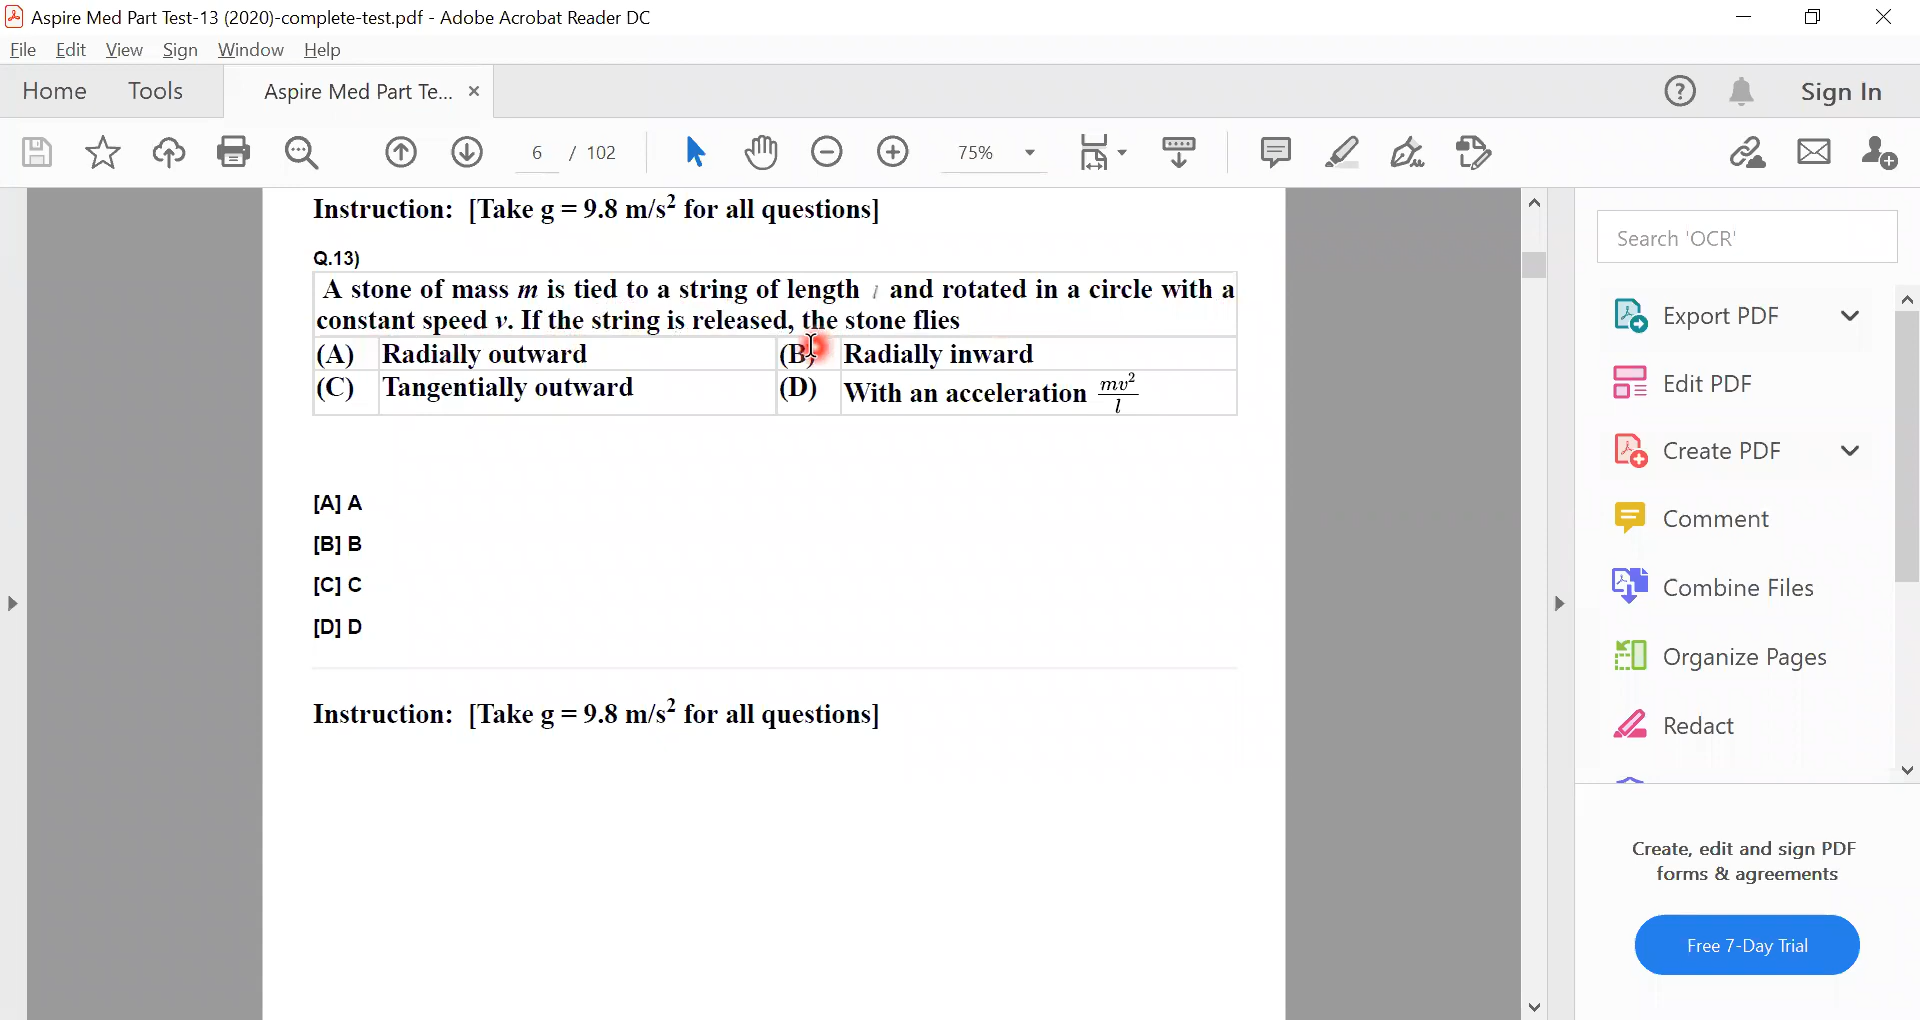 Aspire Med Part Test-13 (2020)-complete-test.pdf - Adobe Acrobat Reader DC
File Edit View Sign Window Help
Home Tools Aspire Med Part Te... × Sign In
6 / 102 75%
Instruction: [Take g = 9.8 m/s² for all questions]
Q.13)
A stone of mass m is tied to a string of length l and rotated in a circle with a
constant speed v. If the string is released, the stone flies
(A) Radially outward (B) Radially inward
(C) Tangentially outward (D) With an acceleration mv²/l
[A] A
[B] B
[C] C
[D] D
Instruction: [Take g = 9.8 m/s² for all questions]
Search 'OCR'
Export PDF
Edit PDF
Create PDF
Comment
Combine Files
Organize Pages
Redact
Create, edit and sign PDF
forms & agreements
Free 7-Day Trial